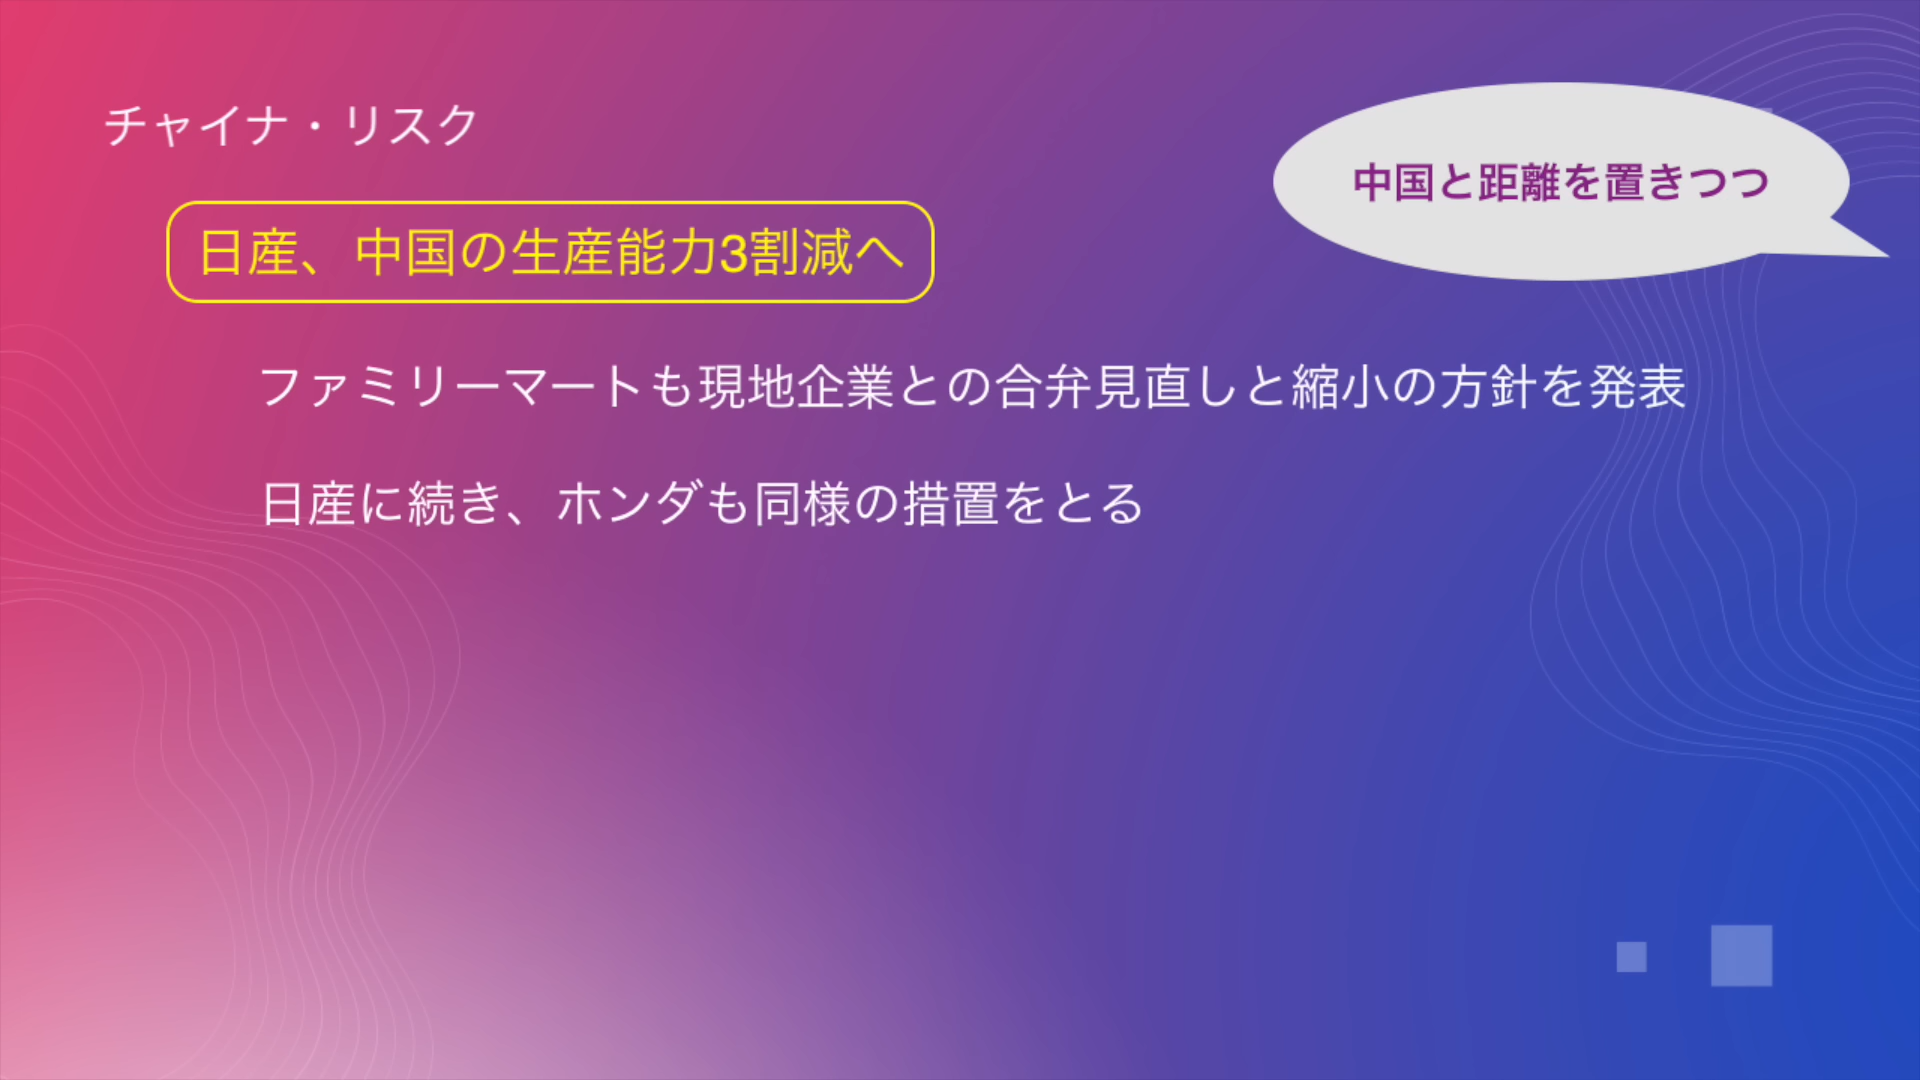 チャイナ・リスク
中国と距離を置きつつ
日産、中国の生産能力3割減へ
ファミリーマートも現地企業との合弁見直しと縮小の方針を発表
日産に続き、ホンダも同様の措置をとる